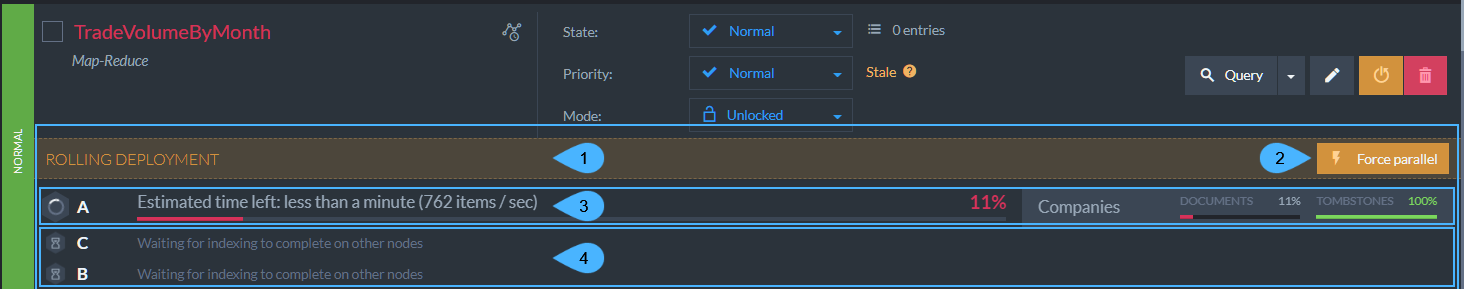 NORMAL
TradeVolumeByMonth
Map-Reduce
State: Normal 0 entries
Priority: Normal Stale ?
Mode: Unlocked
Query
ROLLING DEPLOYMENT 1 2 Force parallel
A Estimated time left: less than a minute (762 items / sec) 3 11% Companies DOCUMENTS 11% TOMBSTONES 100%
C Waiting for indexing to complete on other nodes
4
B Waiting for indexing to complete on other nodes